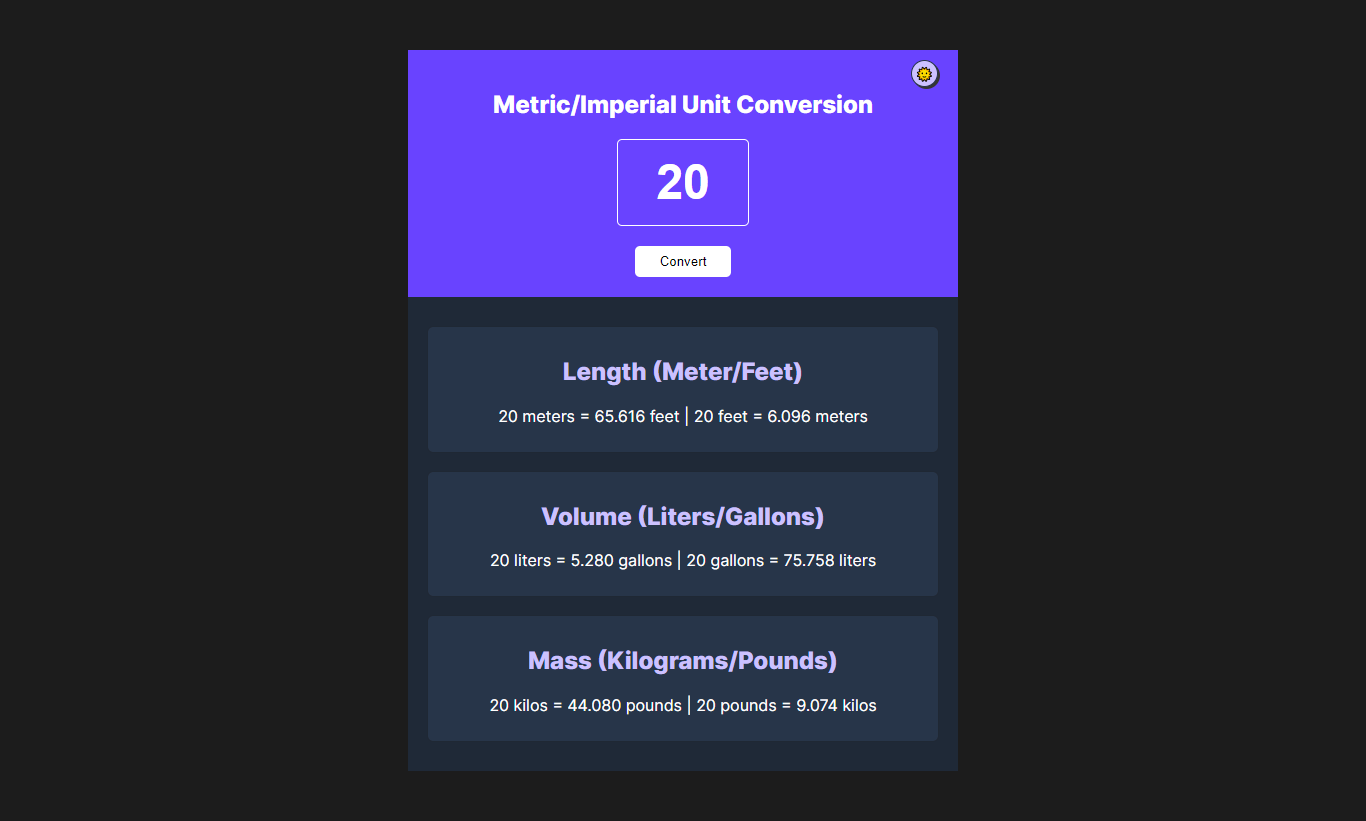 Metric/Imperial Unit Conversion
20
Convert
Length (Meter/Feet)
20 meters = 65.616 feet | 20 feet = 6.096 meters
Volume (Liters/Gallons)
20 liters = 5.280 gallons | 20 gallons = 75.758 liters
Mass (Kilograms/Pounds)
20 kilos = 44.080 pounds | 20 pounds = 9.074 kilos